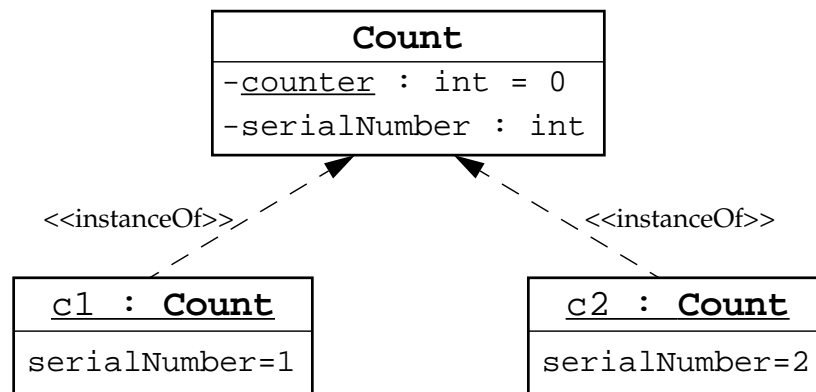 Count
-counter : int = 0
-serialNumber : int
<<instanceOf>>
<<instanceOf>>
c1 : Count
serialNumber=1
c2 : Count
serialNumber=2